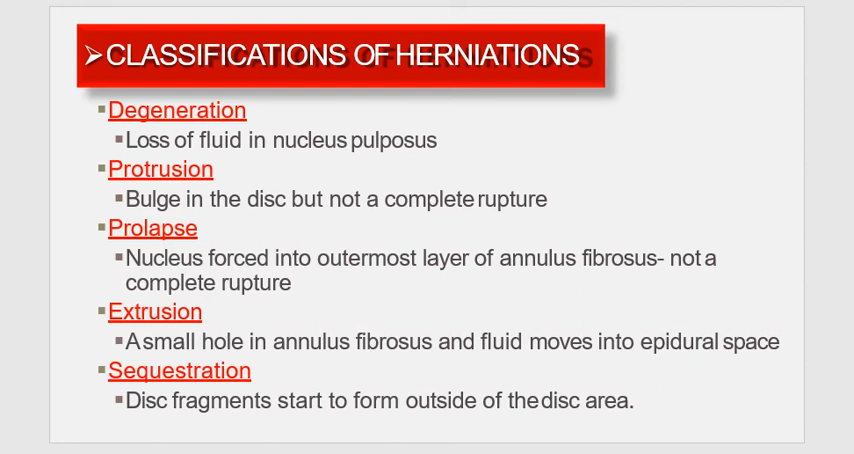 ➢CLASSIFICATIONS OF HERNIATIONS
▪Degeneration
▪Loss of fluid in nucleus pulposus
▪Protrusion
▪Bulge in the disc but not a complete rupture
▪Prolapse
▪Nucleus forced into outermost layer of annulus fibrosus- not a
complete rupture
▪Extrusion
▪A small hole in annulus fibrosus and fluid moves into epidural space
▪Sequestration
▪Disc fragments start to form outside of the disc area.